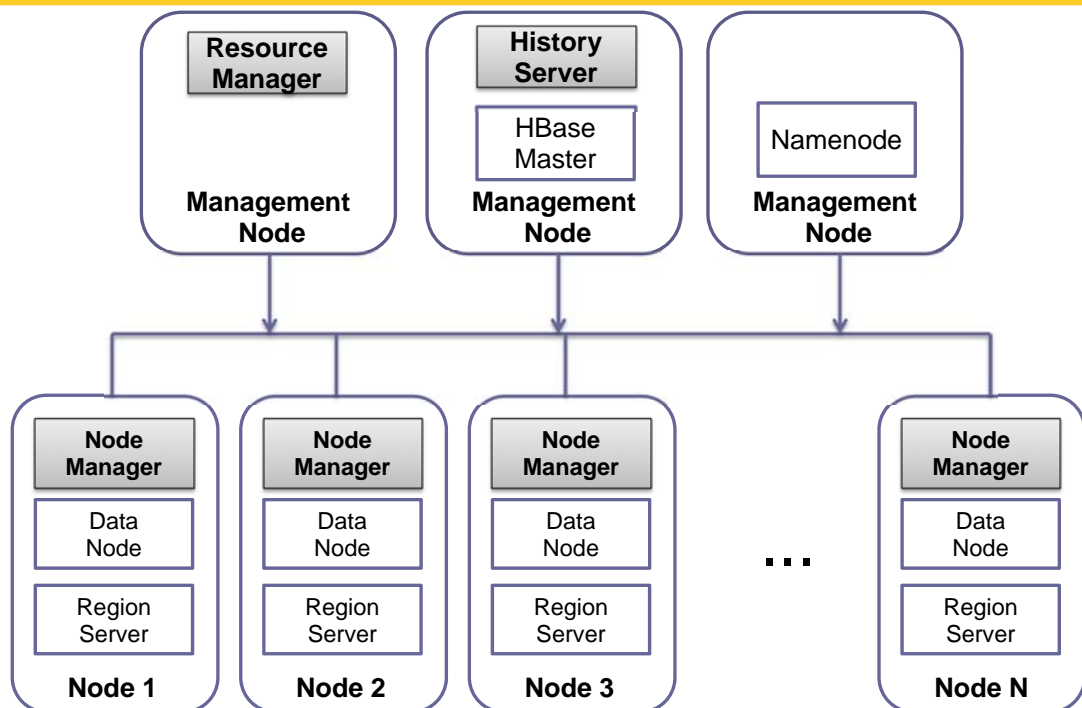 Resource
Manager
Management
Node
History
Server
HBase
Master
Management
Node
Namenode
Management
Node
Node
Manager
Data
Node
Region
Server
Node 1
Node
Manager
Data
Node
Region
Server
Node 2
Node
Manager
Data
Node
Region
Server
Node 3
...
Node
Manager
Data
Node
Region
Server
Node N